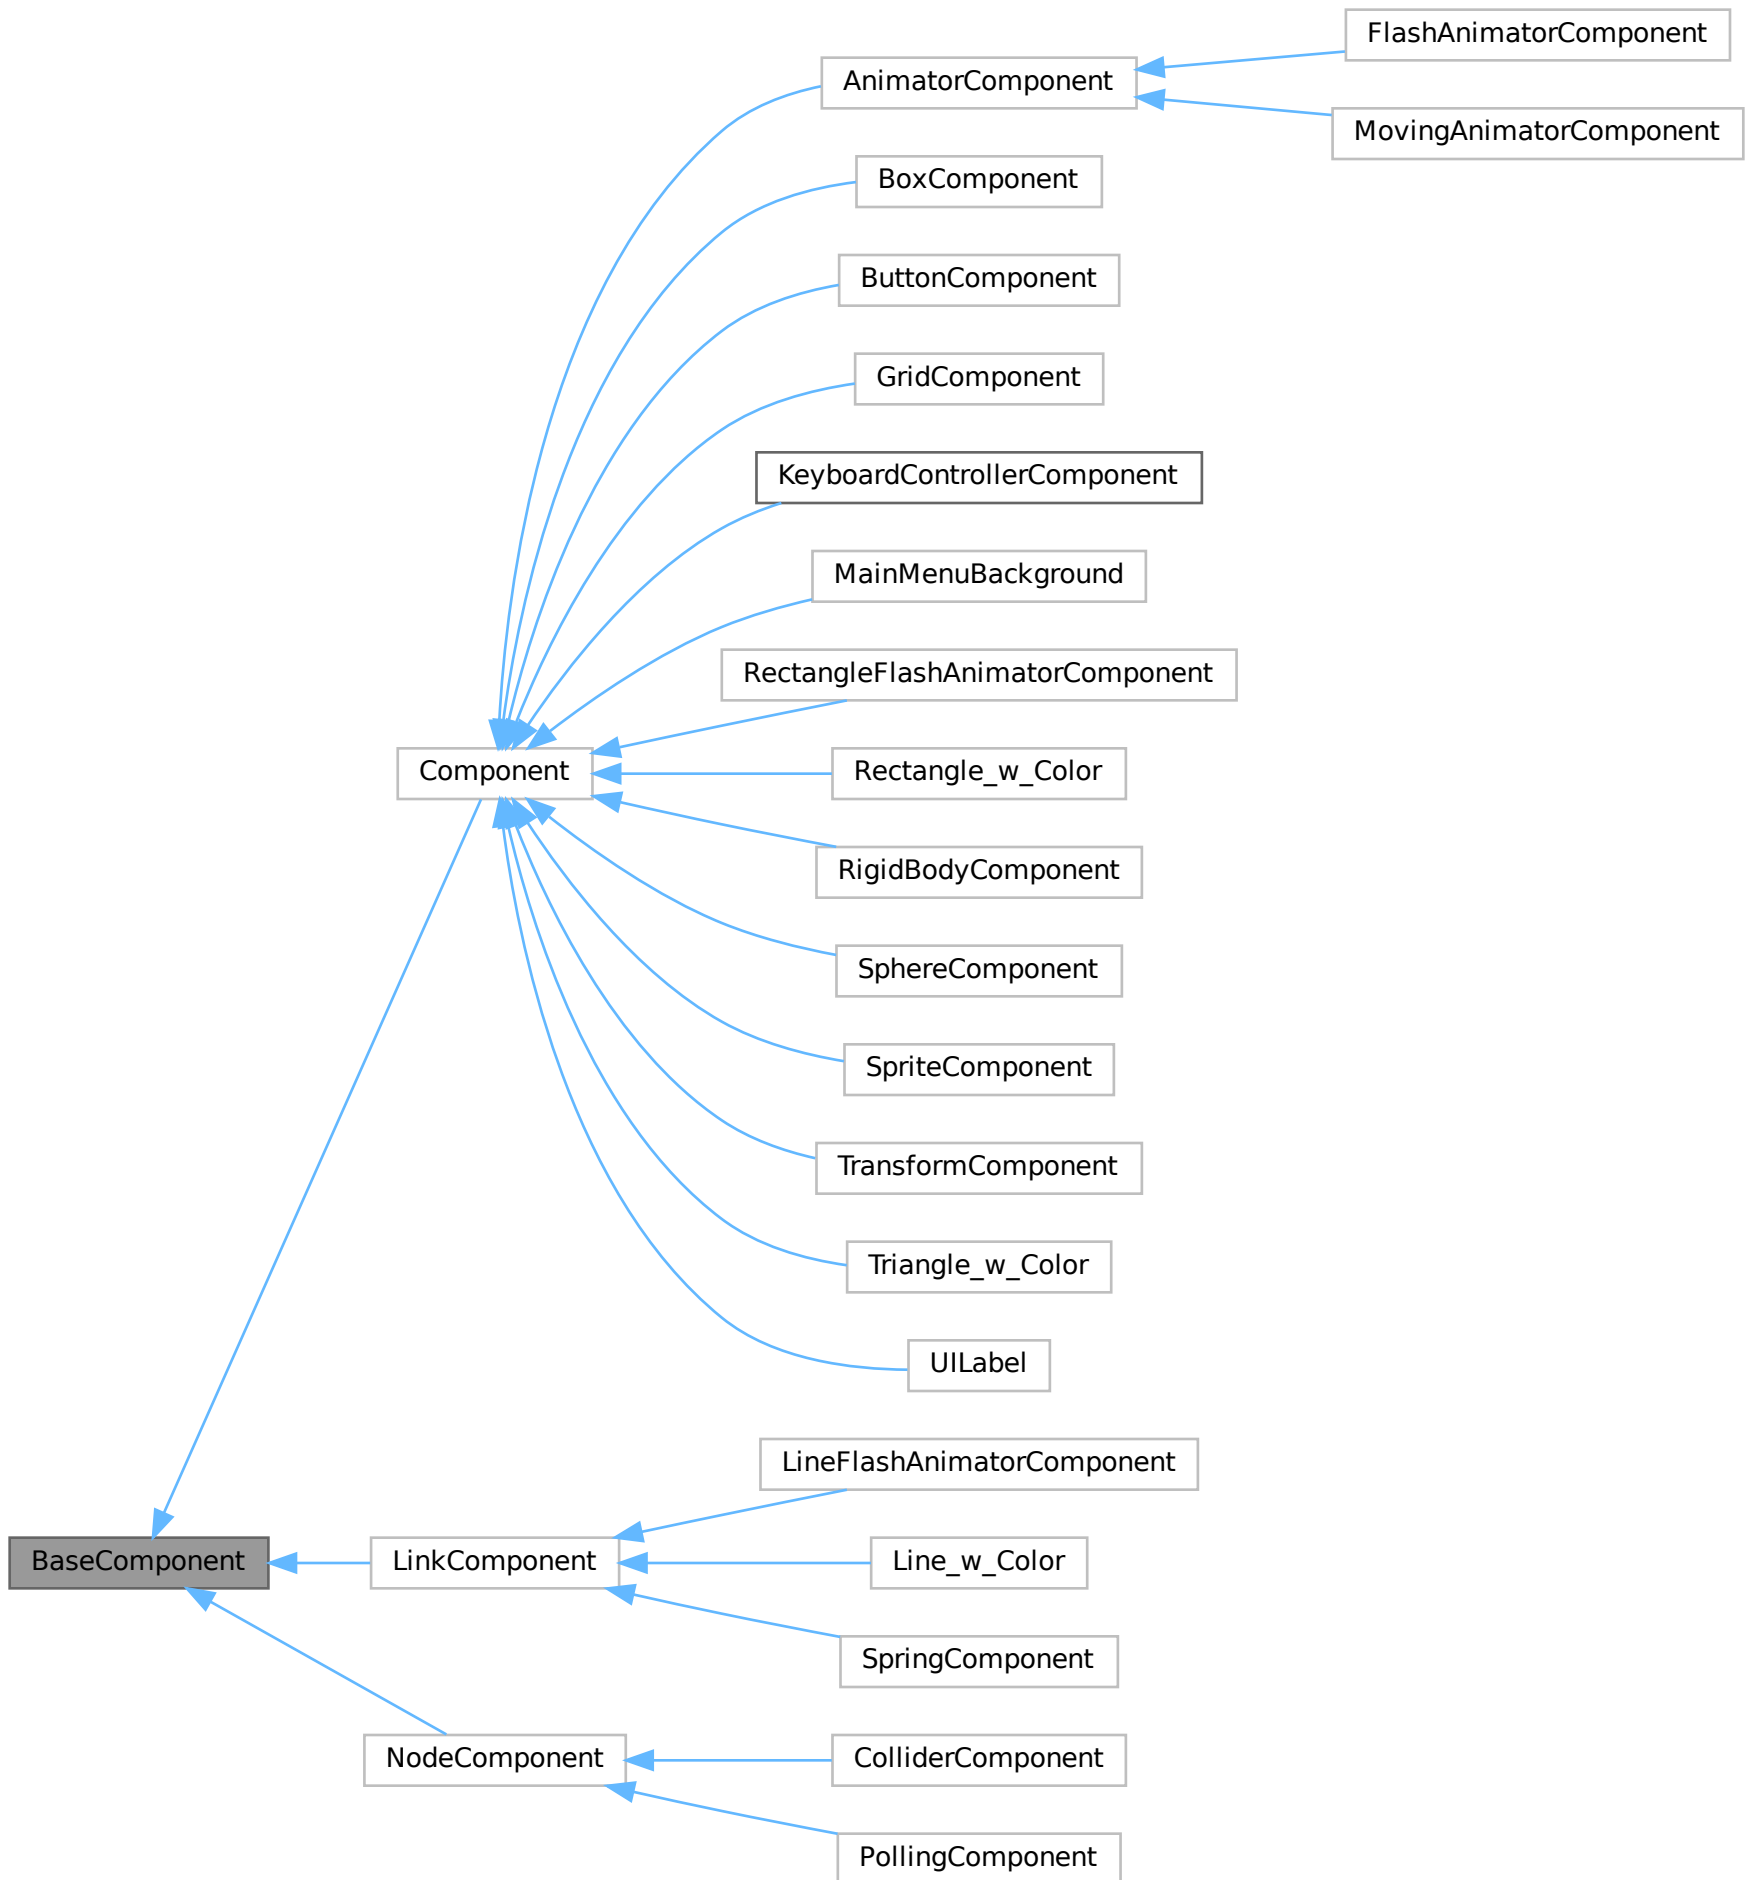 FlashAnimatorComponent
AnimatorComponent
MovingAnimatorComponent
BoxComponent
ButtonComponent
GridComponent
KeyboardControllerComponent
MainMenuBackground
RectangleFlashAnimatorComponent
Component
Rectangle_w_Color
RigidBodyComponent
SphereComponent
SpriteComponent
TransformComponent
Triangle_w_Color
UILabel
LineFlashAnimatorComponent
BaseComponent
LinkComponent
Line_w_Color
SpringComponent
NodeComponent
ColliderComponent
PollingComponent